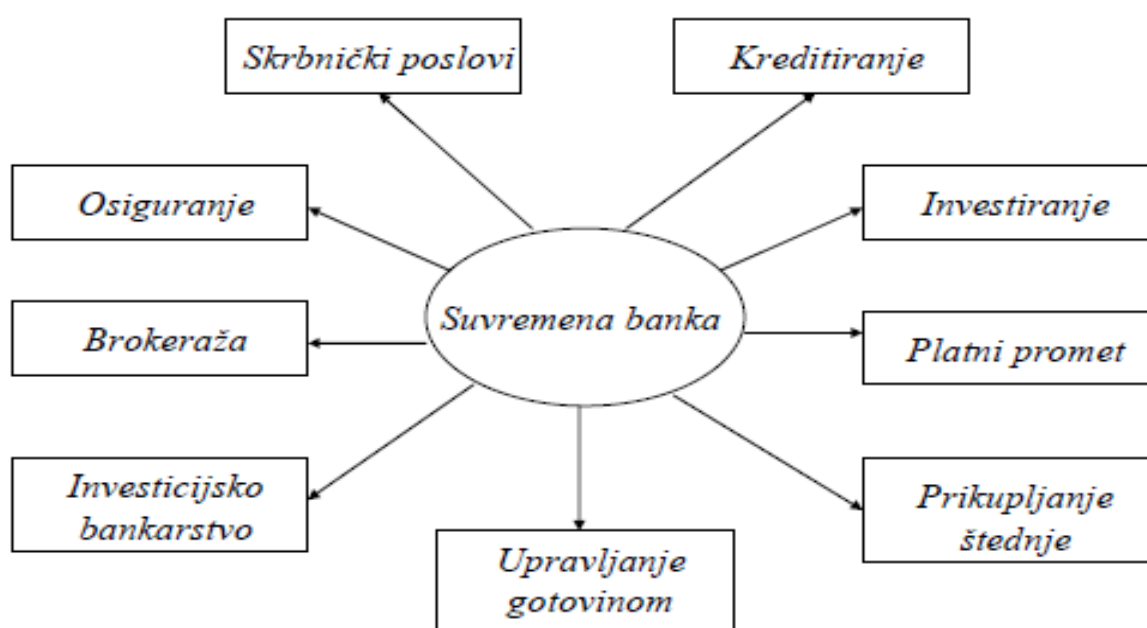 Skrbnički poslovi
Kreditiranje
Osiguranje
Investiranje
Suvremena banka
Brokeraža
Platni promet
Investicijsko
bankarstvo
Prikupljanje
štednje
Upravljanje
gotovinom